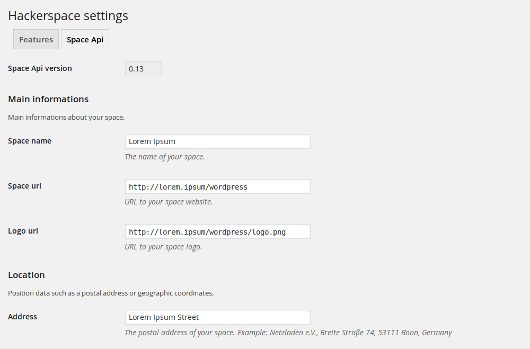 Hackerspace settings
Features Space Api
Space Api version 0.13
Main informations
Main informations about your space.
Space name Lorem Ipsum
The name of your space.
Space url http://lorem.ipsum/wordpress
URL to your space website.
Logo url http://lorem.ipsum/wordpress/logo.png
URL to your space logo.
Location
Position data such as a postal address or geographic coordinates.
Address Lorem Ipsum Street
The postal address of your space. Example: Netzladen e.V., Breite Straße 74, 53111 Bonn, Germany